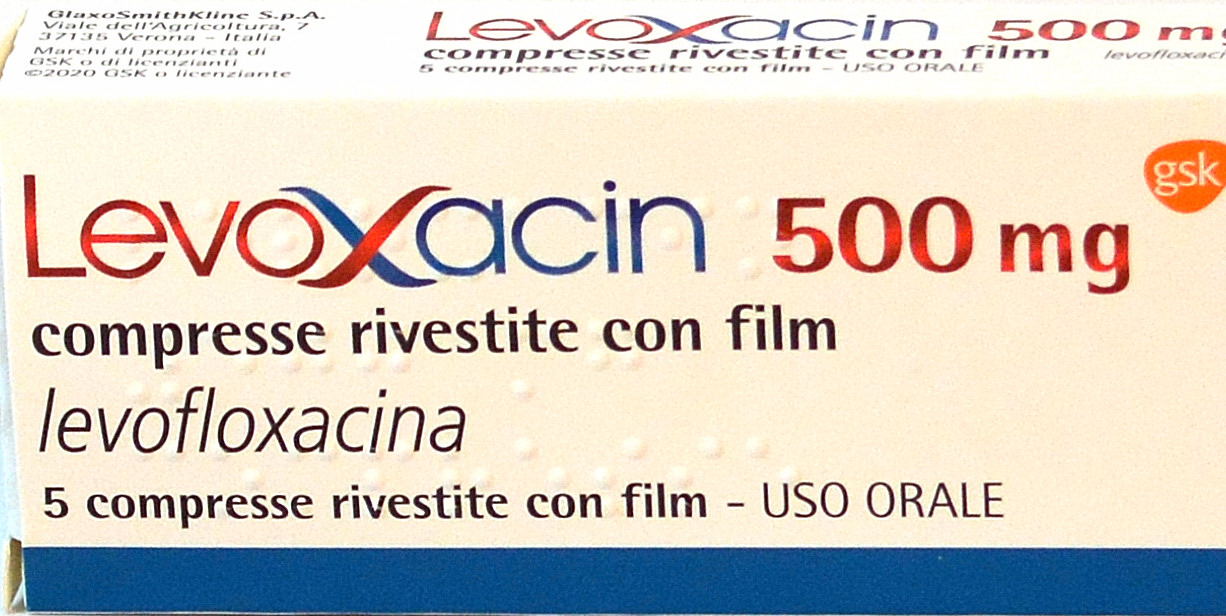 GlaxoSmithKline S.p.A.
Viale dell'Agricoltura, 7
37135 Verona - Italia
Marchi di proprietà di
GSK o di licenzianti
©2020 GSK o licenziante
Levoxacin 500 mg
compresse rivestite con film levofloxaci
5 compresse rivestite con film - USO ORALE
gsk
Levoxacin 500 mg
compresse rivestite con film
levofloxacina
5 compresse rivestite con film - USO ORALE